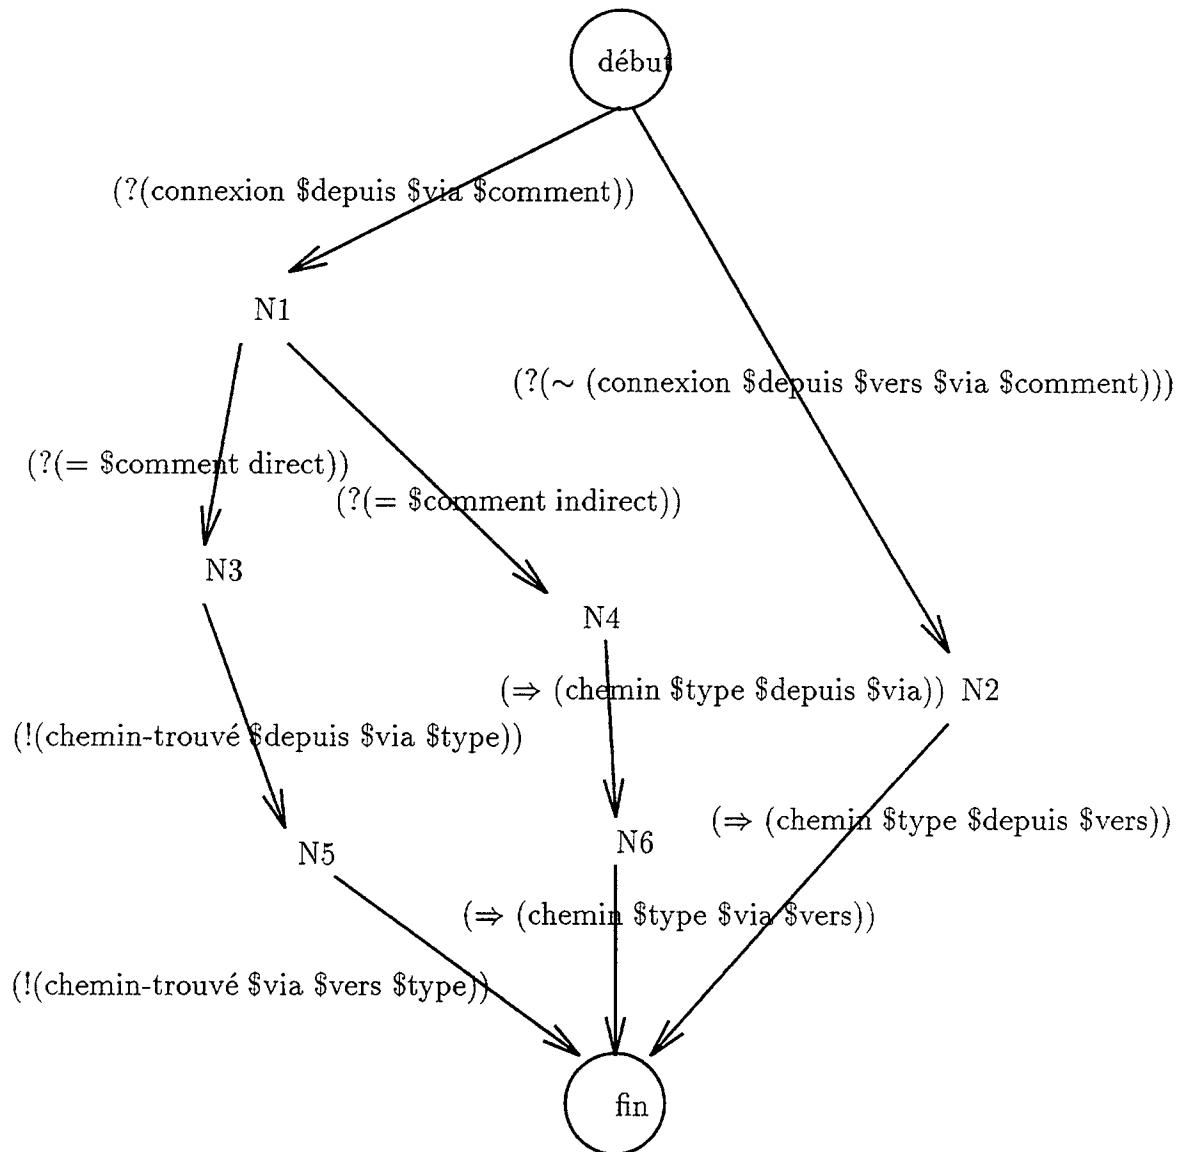 début
(?(connexion $depuis $via $comment))
N1
(?(∼ (connexion $depuis $vers $via $comment)))
(?(= $comment direct))
(?(= $comment indirect))
N3
N4
(⇒ (chemin $type $depuis $via))
N2
(!(chemin-trouvé $depuis $via $type))
(⇒ (chemin $type $depuis $vers))
N6
N5
(⇒ (chemin $type $via $vers))
(!(chemin-trouvé $via $vers $type))
fin